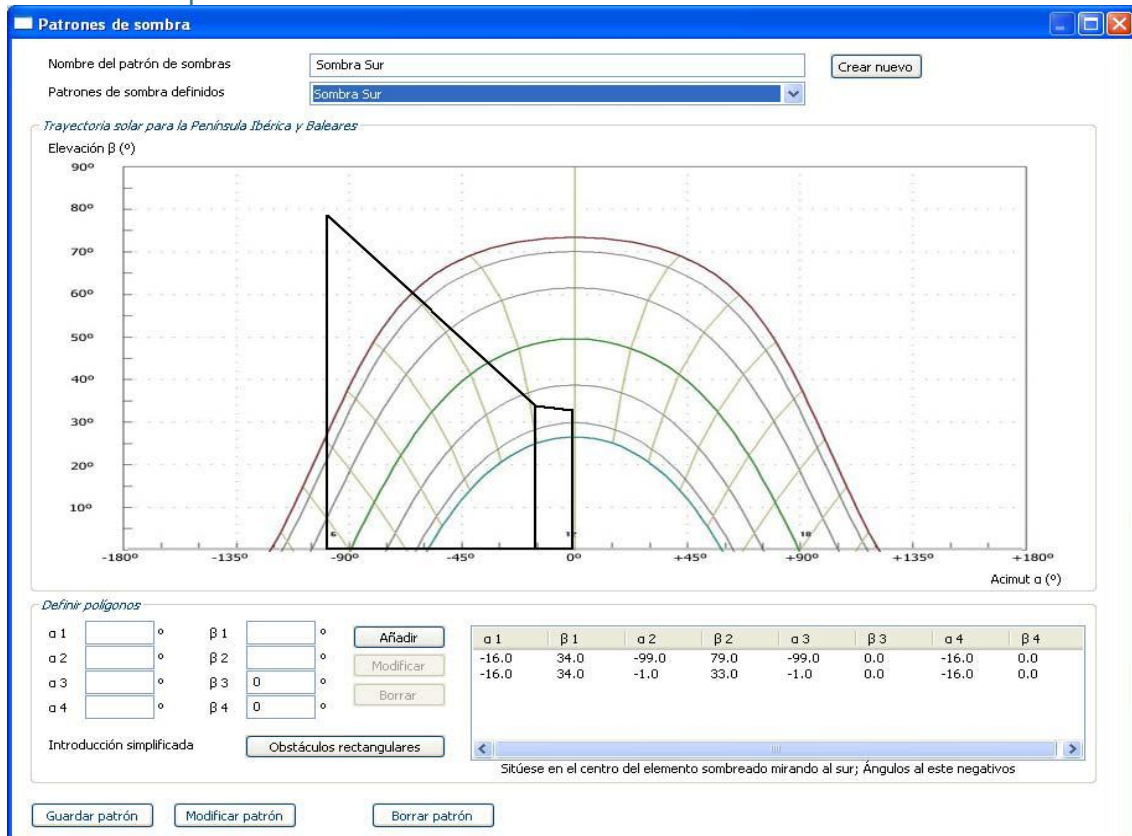 Patrones de sombra
Nombre del patrón de sombras Sombra Sur Crear nuevo
Patrones de sombra definidos Sombra Sur
Trayectoria solar para la Península Ibérica y Baleares
Elevación β (º)
90º
80º
70º
60º
50º
40º
30º
20º
10º
6 12 18
-180º -135º -90º -45º 0º +45º +90º +135º +180º
Acimut α (º)
Definir polígonos
α 1 º β 1 º Añadir
α 2 º β 2 º Modificar
α 3 º β 3 0 º Borrar
α 4 º β 4 0 º
α 1 β 1 α 2 β 2 α 3 β 3 α 4 β 4
-16.0 34.0 -99.0 79.0 -99.0 0.0 -16.0 0.0
-16.0 34.0 -1.0 33.0 -1.0 0.0 -16.0 0.0
Introducción simplificada Obstáculos rectangulares
Sitúese en el centro del elemento sombreado mirando al sur; Ángulos al este negativos
Guardar patrón Modificar patrón Borrar patrón